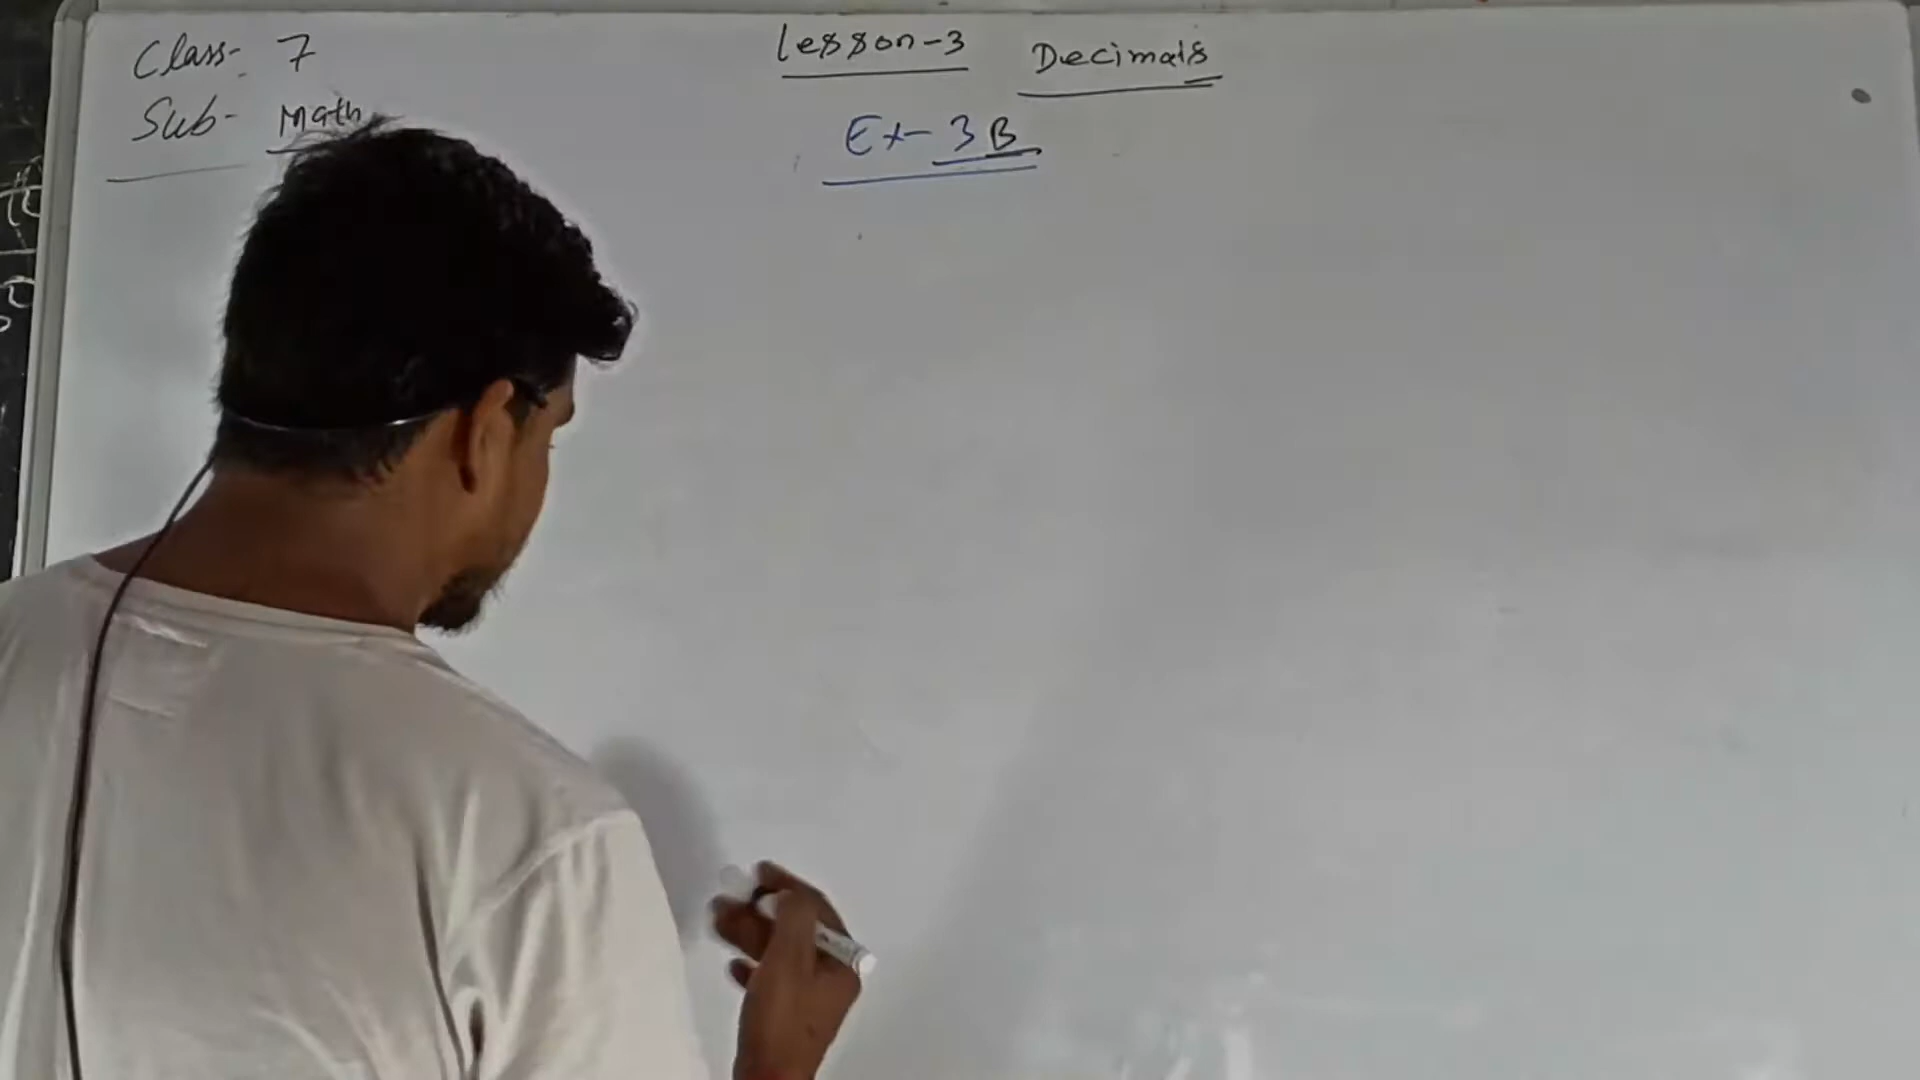 Class- 7
Sub- Math
Lesson-3 Decimals
Ex- 3B